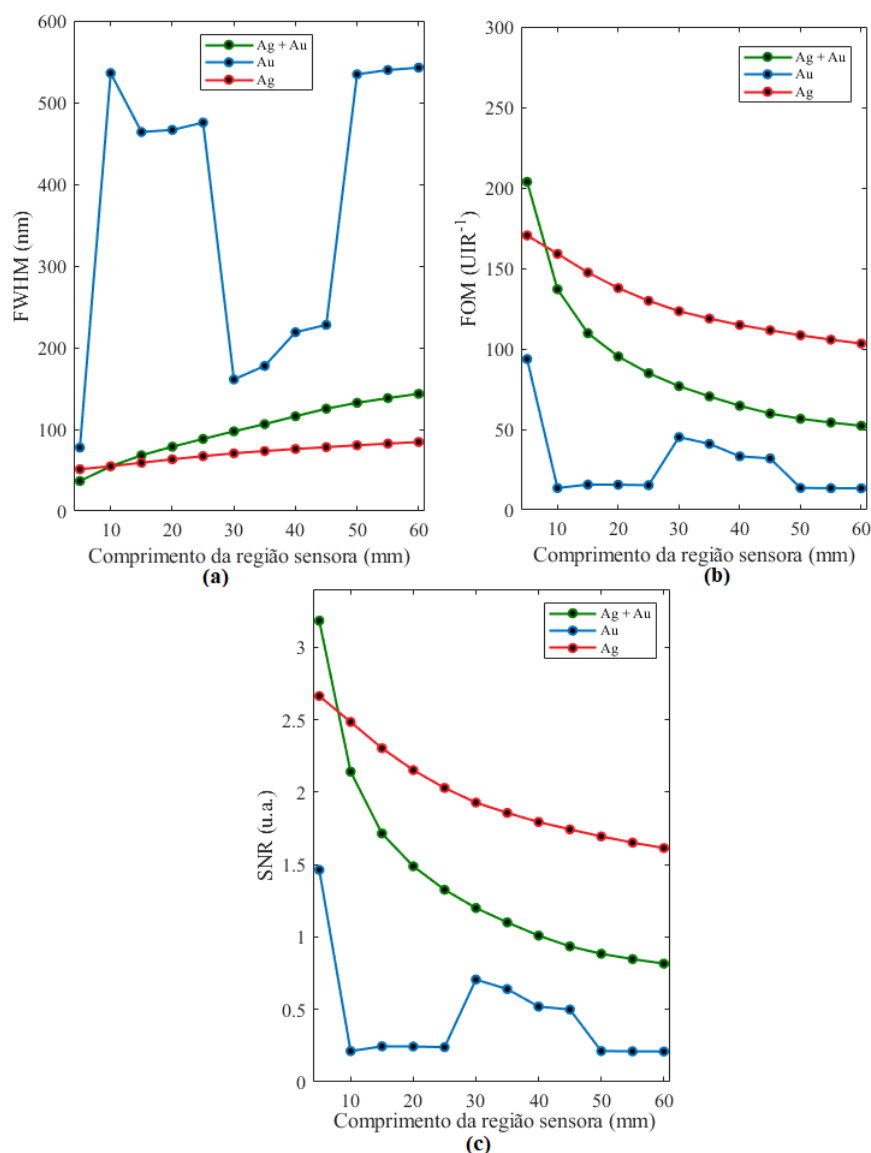 600
500
400
300
200
100
0
FWHM (nm)
Ag + Au
Au
Ag
10 20 30 40 50 60
Comprimento da região sensora (mm)
(a)
300
250
200
150
100
50
0
FOM (UIR⁻¹)
Ag + Au
Au
Ag
10 20 30 40 50 60
Comprimento da região sensora (mm)
(b)
3
2.5
2
1.5
1
0.5
0
SNR (u.a.)
Ag + Au
Au
Ag
10 20 30 40 50 60
Comprimento da região sensora (mm)
(c)